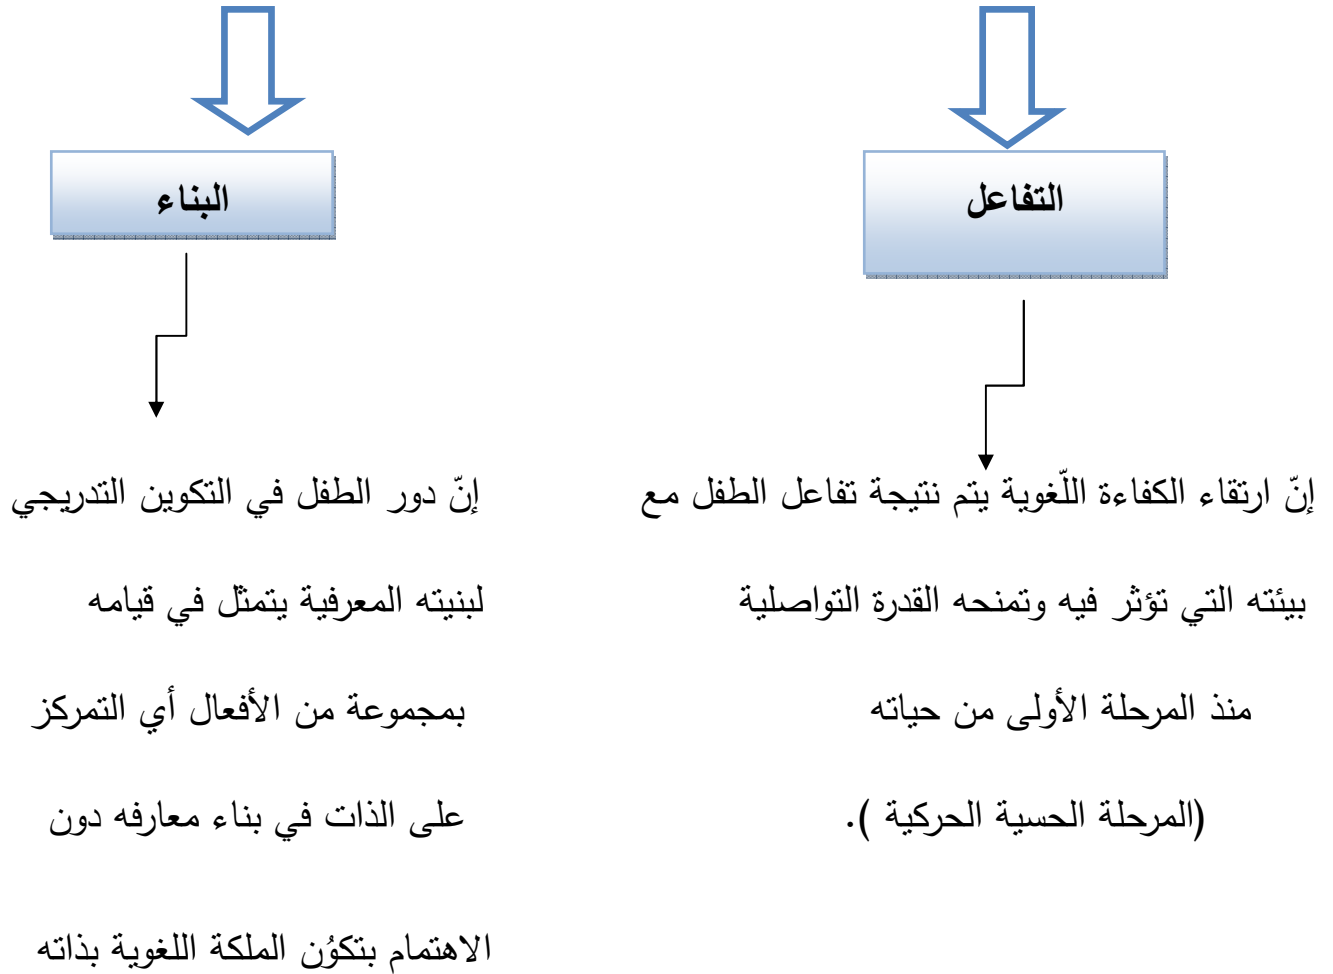 التفاعل
إنّ ارتقاء الكفاءة اللّغوية يتم نتيجة تفاعل الطفل مع
بيئته التي تؤثر فيه وتمنحه القدرة التواصلية
منذ المرحلة الأولى من حياته
(المرحلة الحسية الحركية ).
البناء
إنّ دور الطفل في التكوين التدريجي
لبنيته المعرفية يتمثل في قيامه
بمجموعة من الأفعال أي التمركز
على الذات في بناء معارفه دون
الاهتمام بتكوُن الملكة اللغوية بذاته